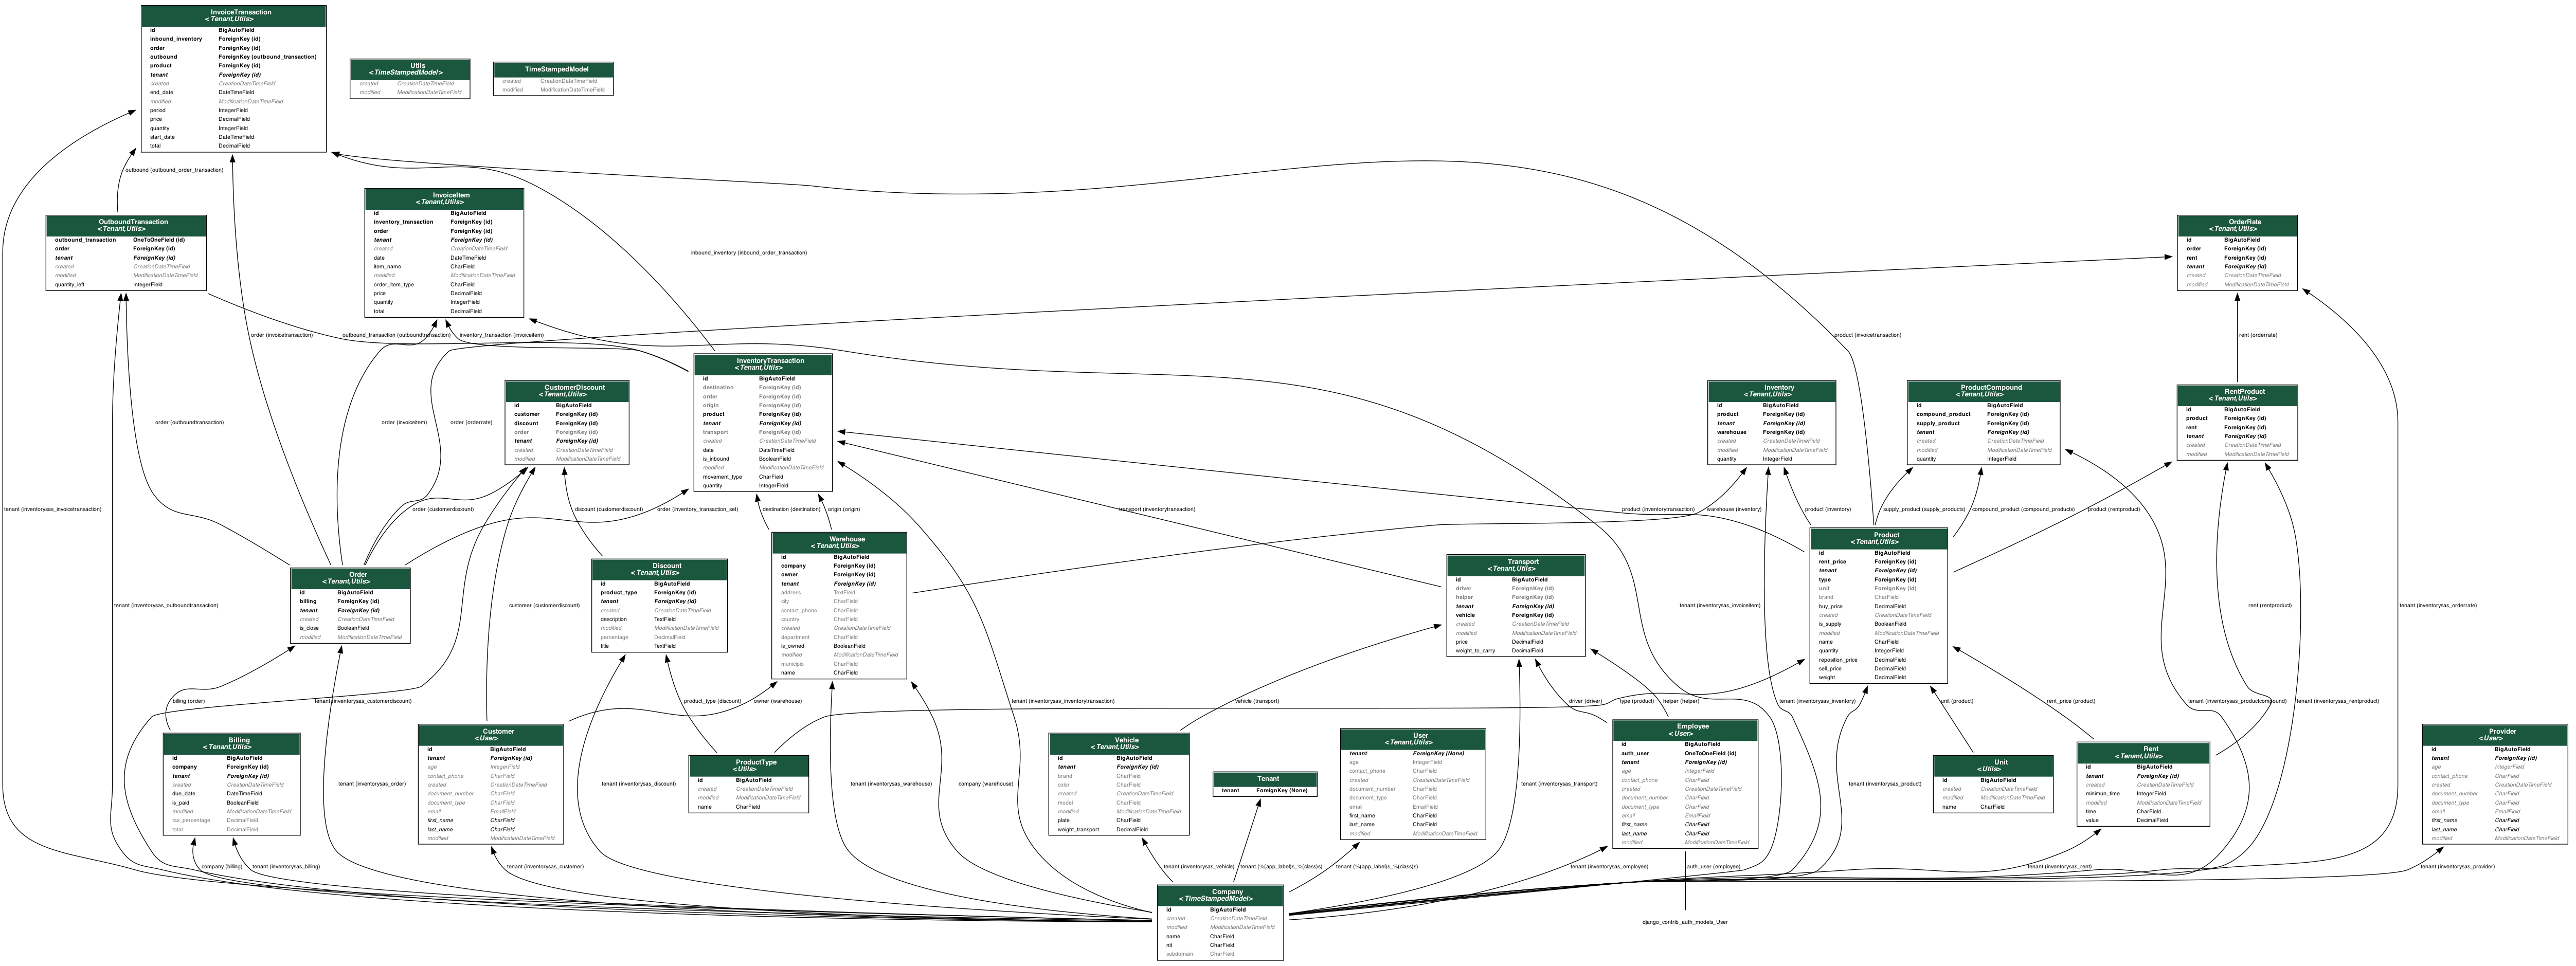 InvoiceTransaction
<Tenant,Utils>
id BigAutoField
inbound_inventory ForeignKey (id)
order ForeignKey (id)
outbound ForeignKey (outbound_transaction)
product ForeignKey (id)
tenant ForeignKey (id)
created CreationDateTimeField
end_date DateTimeField
modified ModificationDateTimeField
period IntegerField
price DecimalField
quantity IntegerField
start_date DateTimeField
total DecimalField
Utils
<TimeStampedModel>
created CreationDateTimeField
modified ModificationDateTimeField
TimeStampedModel
created CreationDateTimeField
modified ModificationDateTimeField
outbound (outbound_order_transaction)
InvoiceItem
<Tenant,Utils>
id BigAutoField
inventory_transaction ForeignKey (id)
order ForeignKey (id)
tenant ForeignKey (id)
created CreationDateTimeField
date DateTimeField
item_name CharField
modified ModificationDateTimeField
order_item_type CharField
price DecimalField
quantity IntegerField
total DecimalField
OutboundTransaction
<Tenant,Utils>
outbound_transaction OneToOneField (id)
order ForeignKey (id)
tenant ForeignKey (id)
created CreationDateTimeField
modified ModificationDateTimeField
quantity_left IntegerField
OrderRate
<Tenant,Utils>
id BigAutoField
order ForeignKey (id)
rent ForeignKey (id)
tenant ForeignKey (id)
created CreationDateTimeField
modified ModificationDateTimeField
inbound_inventory (inbound_order_transaction)
order (invoicetransaction)
outbound_transaction (outboundtransaction)
inventory_transaction (invoiceitem)
product (invoicetransaction)
rent (orderrate)
InventoryTransaction
<Tenant,Utils>
id BigAutoField
destination ForeignKey (id)
order ForeignKey (id)
origin ForeignKey (id)
product ForeignKey (id)
tenant ForeignKey (id)
transport ForeignKey (id)
created CreationDateTimeField
date DateTimeField
is_inbound BooleanField
modified ModificationDateTimeField
movement_type CharField
quantity IntegerField
CustomerDiscount
<Tenant,Utils>
id BigAutoField
customer ForeignKey (id)
discount ForeignKey (id)
order ForeignKey (id)
tenant ForeignKey (id)
created CreationDateTimeField
modified ModificationDateTimeField
Inventory
<Tenant,Utils>
id BigAutoField
product ForeignKey (id)
tenant ForeignKey (id)
warehouse ForeignKey (id)
created CreationDateTimeField
modified ModificationDateTimeField
quantity IntegerField
ProductCompound
<Tenant,Utils>
id BigAutoField
compound_product ForeignKey (id)
supply_product ForeignKey (id)
tenant ForeignKey (id)
created CreationDateTimeField
modified ModificationDateTimeField
quantity IntegerField
RentProduct
<Tenant,Utils>
id BigAutoField
product ForeignKey (id)
rent ForeignKey (id)
tenant ForeignKey (id)
created CreationDateTimeField
modified ModificationDateTimeField
order (outboundtransaction)
order (invoiceitem)
order (orderrate)
tenant (inventorysas_invoicetransaction)
order (customerdiscount)
discount (customerdiscount)
order (inventory_transaction_set)
destination (destination)
origin (origin)
transport (inventorytransaction)
product (inventorytransaction)
warehouse (inventory)
product (inventory)
supply_product (supply_products)
compound_product (compound_products)
product (rentproduct)
Order
<Tenant,Utils>
id BigAutoField
billing ForeignKey (id)
tenant ForeignKey (id)
created CreationDateTimeField
is_close BooleanField
modified ModificationDateTimeField
Discount
<Tenant,Utils>
id BigAutoField
product_type ForeignKey (id)
tenant ForeignKey (id)
created CreationDateTimeField
description TextField
modified ModificationDateTimeField
percentage DecimalField
title TextField
Warehouse
<Tenant,Utils>
id BigAutoField
company ForeignKey (id)
owner ForeignKey (id)
tenant ForeignKey (id)
address TextField
city CharField
contact_phone CharField
country CharField
created CreationDateTimeField
department CharField
is_owned BooleanField
modified ModificationDateTimeField
municipio CharField
name CharField
Transport
<Tenant,Utils>
id BigAutoField
driver ForeignKey (id)
helper ForeignKey (id)
tenant ForeignKey (id)
vehicle ForeignKey (id)
created CreationDateTimeField
modified ModificationDateTimeField
price DecimalField
weight_to_carry DecimalField
Product
<Tenant,Utils>
id BigAutoField
rent_price ForeignKey (id)
tenant ForeignKey (id)
type ForeignKey (id)
unit ForeignKey (id)
brand CharField
buy_price DecimalField
created CreationDateTimeField
is_supply BooleanField
modified ModificationDateTimeField
name CharField
quantity IntegerField
reposition_price DecimalField
sell_price DecimalField
weight DecimalField
tenant (inventorysas_outboundtransaction)
customer (customerdiscount)
tenant (inventorysas_invoiceitem)
rent (rentproduct)
tenant (inventorysas_orderrate)
billing (order)
tenant (inventorysas_customerdiscount)
product_type (discount)
owner (warehouse)
tenant (inventorysas_inventorytransaction)
vehicle (transport)
driver (driver)
type (product)
helper (helper)
tenant (inventorysas_inventory)
unit (product)
rent_price (product)
tenant (inventorysas_productcompound)
tenant (inventorysas_rentproduct)
Billing
<Tenant,Utils>
id BigAutoField
company ForeignKey (id)
tenant ForeignKey (id)
created CreationDateTimeField
due_date DateTimeField
is_paid BooleanField
modified ModificationDateTimeField
tax_percentage DecimalField
total DecimalField
Customer
<User>
id BigAutoField
tenant ForeignKey (id)
age IntegerField
contact_phone CharField
created CreationDateTimeField
document_number CharField
document_type CharField
email EmailField
first_name CharField
last_name CharField
modified ModificationDateTimeField
ProductType
<Utils>
id BigAutoField
created CreationDateTimeField
modified ModificationDateTimeField
name CharField
Vehicle
<Tenant,Utils>
id BigAutoField
tenant ForeignKey (id)
brand CharField
color CharField
created CreationDateTimeField
model CharField
modified ModificationDateTimeField
plate CharField
weight_transport DecimalField
Tenant
tenant ForeignKey (None)
User
<Tenant,Utils>
tenant ForeignKey (None)
age IntegerField
contact_phone CharField
created CreationDateTimeField
document_number CharField
document_type CharField
email EmailField
first_name CharField
last_name CharField
modified ModificationDateTimeField
Employee
<User>
id BigAutoField
auth_user OneToOneField (id)
tenant ForeignKey (id)
age IntegerField
contact_phone CharField
created CreationDateTimeField
document_number CharField
document_type CharField
email EmailField
first_name CharField
last_name CharField
modified ModificationDateTimeField
Unit
<Utils>
id BigAutoField
created CreationDateTimeField
modified ModificationDateTimeField
name CharField
Rent
<Tenant,Utils>
id BigAutoField
tenant ForeignKey (id)
created CreationDateTimeField
minimun_time IntegerField
modified ModificationDateTimeField
time CharField
value DecimalField
Provider
<User>
id BigAutoField
tenant ForeignKey (id)
age IntegerField
contact_phone CharField
created CreationDateTimeField
document_number CharField
document_type CharField
email EmailField
first_name CharField
last_name CharField
modified ModificationDateTimeField
tenant (inventorysas_order)
tenant (inventorysas_discount)
tenant (inventorysas_warehouse)
company (warehouse)
tenant (inventorysas_transport)
tenant (inventorysas_product)
company (billing)
tenant (inventorysas_billing)
tenant (inventorysas_customer)
tenant (inventorysas_vehicle)
tenant (%(app_label)s_%(class)s)
tenant (%(app_label)s_%(class)s)
tenant (inventorysas_employee)
auth_user (employee)
tenant (inventorysas_rent)
tenant (inventorysas_provider)
Company
<TimeStampedModel>
id BigAutoField
created CreationDateTimeField
modified ModificationDateTimeField
name CharField
nit CharField
subdomain CharField
django_contrib_auth_models_User